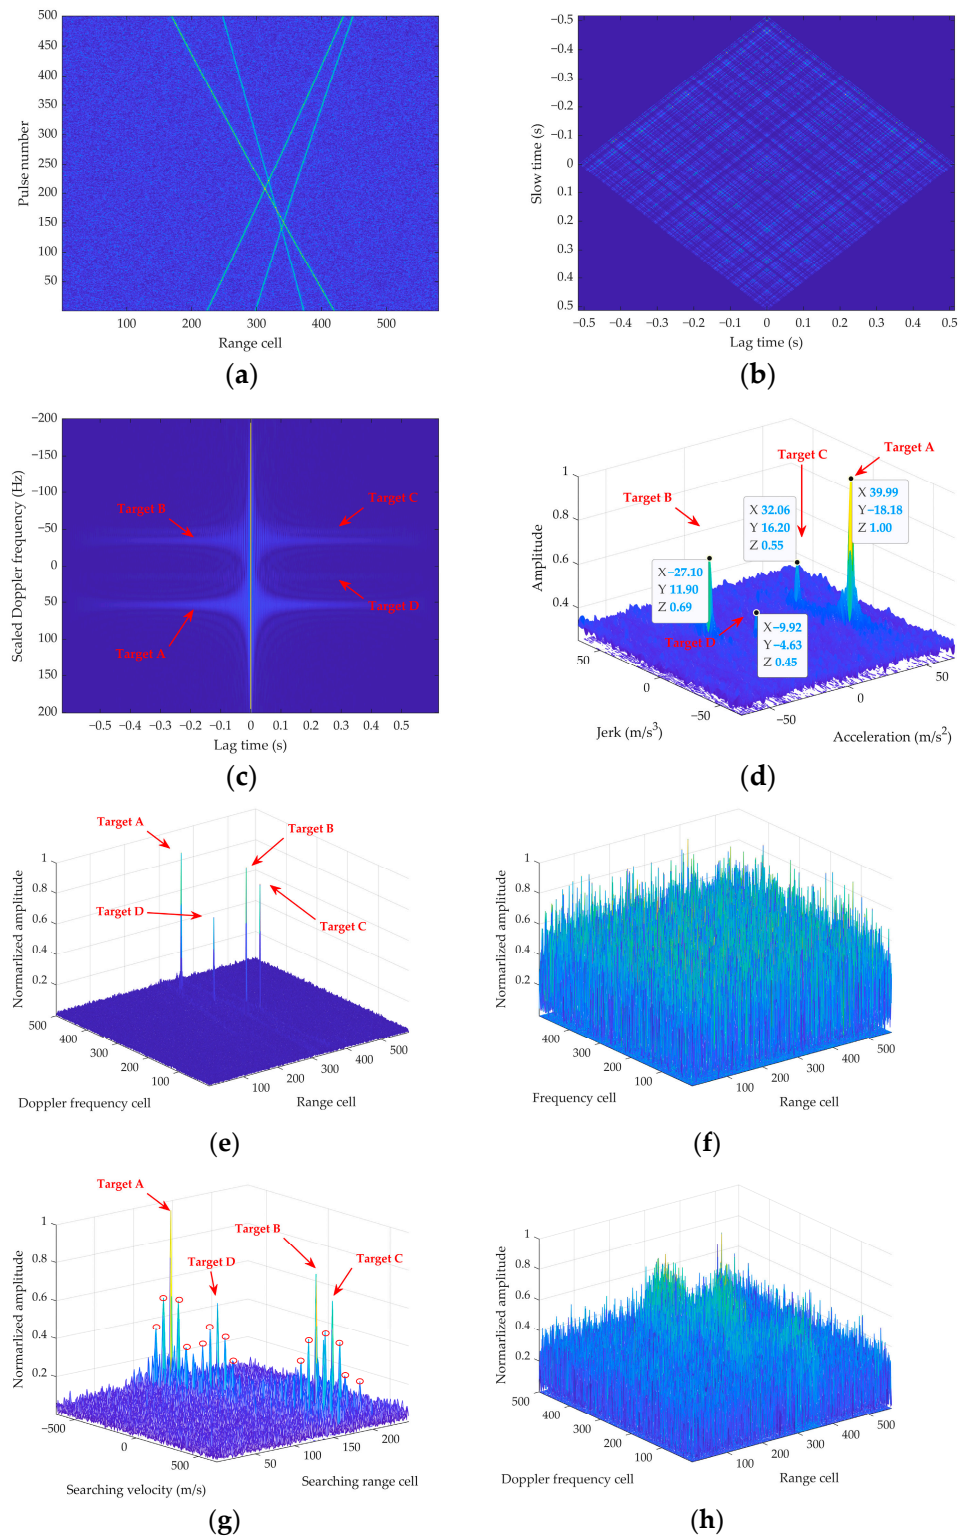 500
450
400
350
300
250
200
150
100
50
Pulse number
100 200 300 400 500
Range cell
(a)
−0.5
−0.4
−0.3
−0.2
−0.1
0
0.1
0.2
0.3
0.4
0.5
Slow time (s)
−0.5 −0.4 −0.3 −0.2 −0.1 0 0.1 0.2 0.3 0.4 0.5
Lag time (s)
(b)
−200
−150
−100
−50
0
50
100
150
200
Scaled Doppler frequency (Hz)
Target B
Target C
Target D
Target A
−0.5 −0.4 −0.3 −0.2 −0.1 0 0.1 0.2 0.3 0.4 0.5
Lag time (s)
(c)
1
0.8
0.6
0.4
Amplitude
Target A
Target C
Target B
Target D
X 39.99
Y −18.18
Z 1.00
X 32.06
Y 16.20
Z 0.55
X −27.10
Y 11.90
Z 0.69
X −9.92
Y −4.63
Z 0.45
50 0 −50
Jerk (m/s³)
−50 0 50
Acceleration (m/s²)
(d)
Target A
Target B
Target D
Target C
1
0.8
0.6
0.4
0.2
Normarlized amplitude
500 400 300 200 100
Doppler frequency cell
100 200 300 400 500
Range cell
(e)
1
0.8
0.6
0.4
0.2
Normarlized amplitude
400 300 200 100
Frequency cell
100 200 300 400 500
Range cell
(f)
Target A
Target B
Target D
Target C
1
0.8
0.6
0.4
0.2
Normarlized amplitude
−500 0 500
Searching velocity (m/s)
50 100 150 200
Searching range cell
(g)
1
0.8
0.6
0.4
0.2
Normarlized amplitude
500 400 300 200 100
Doppler frequency cell
100 200 300 400 500
Range cell
(h)